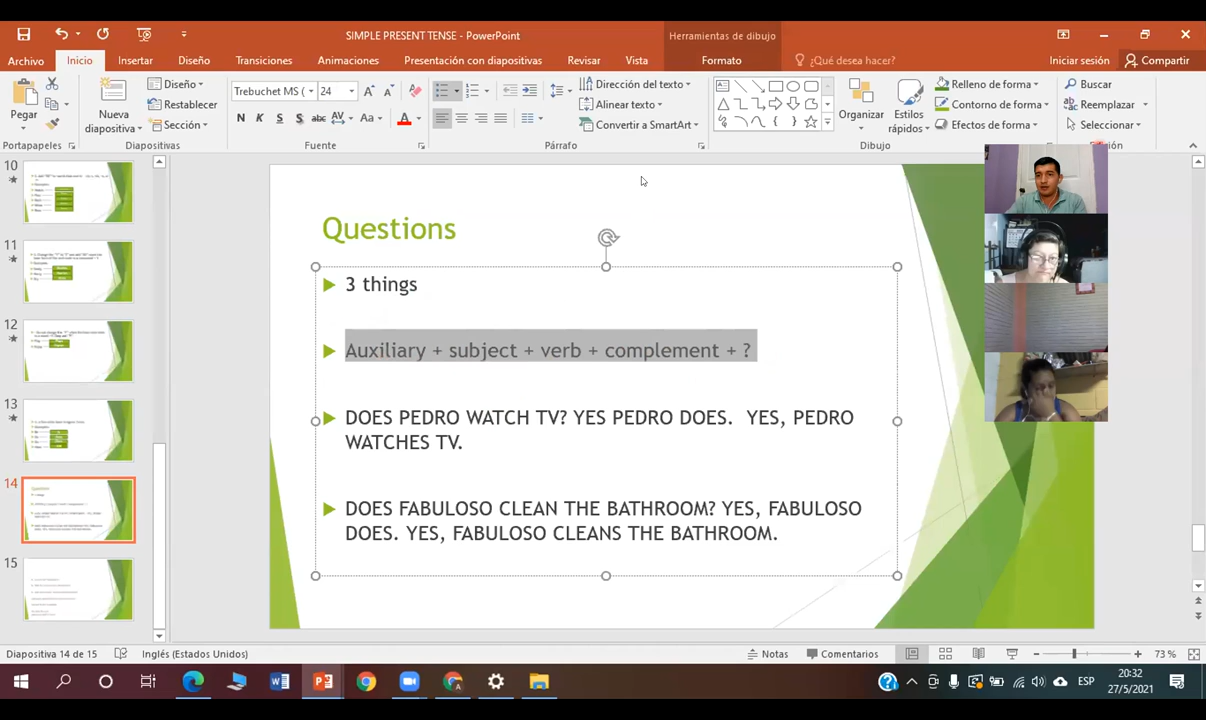 SIMPLE PRESENT TENSE - PowerPoint
Herramientas de dibujo
Archivo Inicio Insertar Diseño Transiciones Animaciones Presentación con diapositivas Revisar Vista Formato ¿Qué desea hacer? Iniciar sesión Compartir
Pegar
Nueva diapositiva
Diseño
Restablecer
Sección
Trebuchet MS ( 24
N K S S abc AV Aa A
Dirección del texto
Alinear texto
Convertir a SmartArt
Organizar
Estilos rápidos
Relleno de forma
Contorno de forma
Efectos de forma
Buscar
Reemplazar
Seleccionar
Portapapeles Diapositivas Fuente Párrafo Dibujo
10
11
12
13
14
15
Questions
3 things
Auxiliary + subject + verb + complement + ?
DOES PEDRO WATCH TV? YES PEDRO DOES. YES, PEDRO
WATCHES TV.
DOES FABULOSO CLEAN THE BATHROOM? YES, FABULOSO
DOES. YES, FABULOSO CLEANS THE BATHROOM.
Diapositiva 14 de 15 Inglés (Estados Unidos) Notas Comentarios 73 %
ESP
20:32
27/5/2021